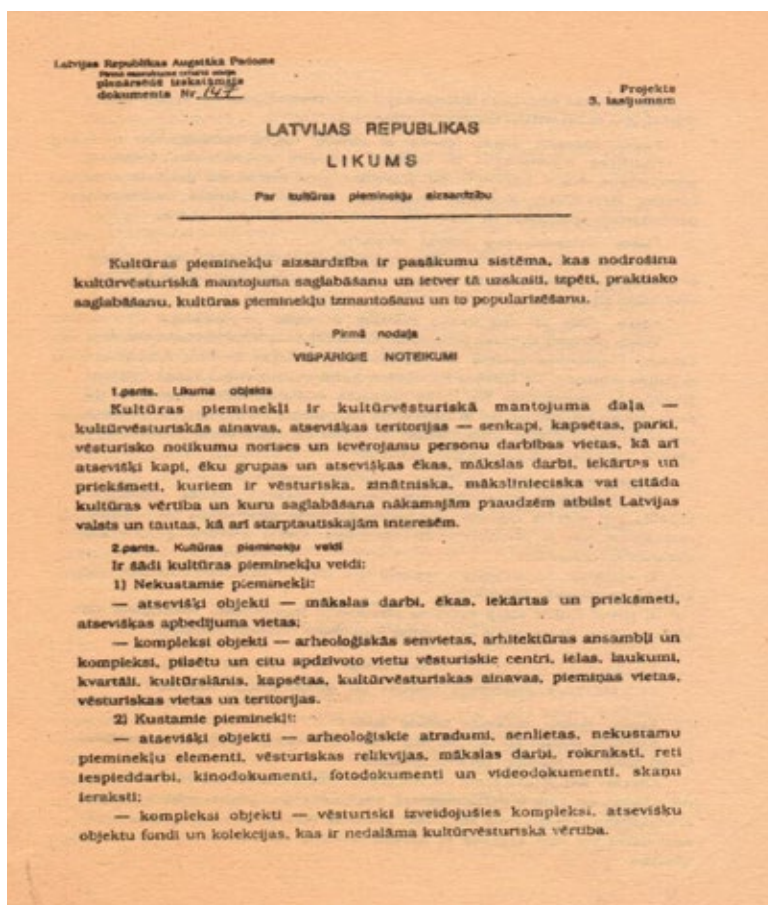 Latvijas Republikas Augstākā Padome
plenārsēdē izskatāmais
dokuments Nr. 147
Projekts
3. lasījumam
LATVIJAS REPUBLIKAS
LIKUMS
Par kultūras pieminekļu aizsardzību
Kultūras pieminekļu aizsardzība ir pasākumu sistēma, kas nodrošina
kultūrvēsturiskā mantojuma saglabāšanu un ietver tā uzskaiti, izpēti, praktisko
saglabāšanu, kultūras pieminekļu izmantošanu un to popularizēšanu.
Pirmā nodaļa
VISPĀRĪGIE NOTEIKUMI
1.pants. Likuma objekts
Kultūras pieminekļi ir kultūrvēsturiskā mantojuma daļa —
kultūrvēsturiskās ainavas, atsevišķas teritorijas — senkapi, kapsētas, parki,
vēsturisko notikumu norises un ievērojamu personu darbības vietas, kā arī
atsevišķi kapi, ēku grupas un atsevišķas ēkas, mākslas darbi, iekārtas un
priekšmeti, kuriem ir vēsturiska, zinātniska, mākslinieciska vai citāda
kultūras vērtība un kuru saglabāšana nākamajām paaudzēm atbilst Latvijas
valsts un tautas, kā arī starptautiskajām interesēm.
2.pants. Kultūras pieminekļu veidi
Ir šādi kultūras pieminekļu veidi:
1) Nekustamie pieminekļi:
— atsevišķi objekti — mākslas darbi, ēkas, iekārtas un priekšmeti,
atsevišķas apbedījuma vietas;
— kompleksi objekti — arheoloģiskās senvietas, arhitektūras ansambļi un
kompleksi, pilsētu un citu apdzīvoto vietu vēsturiskie centri, ielas, laukumi,
kvartāli, kultūrslānis, kapsētas, kultūrvēsturiskas ainavas, piemiņas vietas,
vēsturiskas vietas un teritorijas.
2) Kustamie pieminekļi:
— atsevišķi objekti — arheoloģiskie atradumi, senlietas, nekustamu
pieminekļu elementi, vēsturiskas relikvijas, mākslas darbi, rokraksti, reti
iespieddarbi, kinodokumenti, fotodokumenti un videodokumenti, skaņu
ieraksti;
— kompleksi objekti — vēsturiski izveidojušies kompleksi, atsevišķu
objektu fondi un kolekcijas, kas ir nedalāma kultūrvēsturiska vērtība.